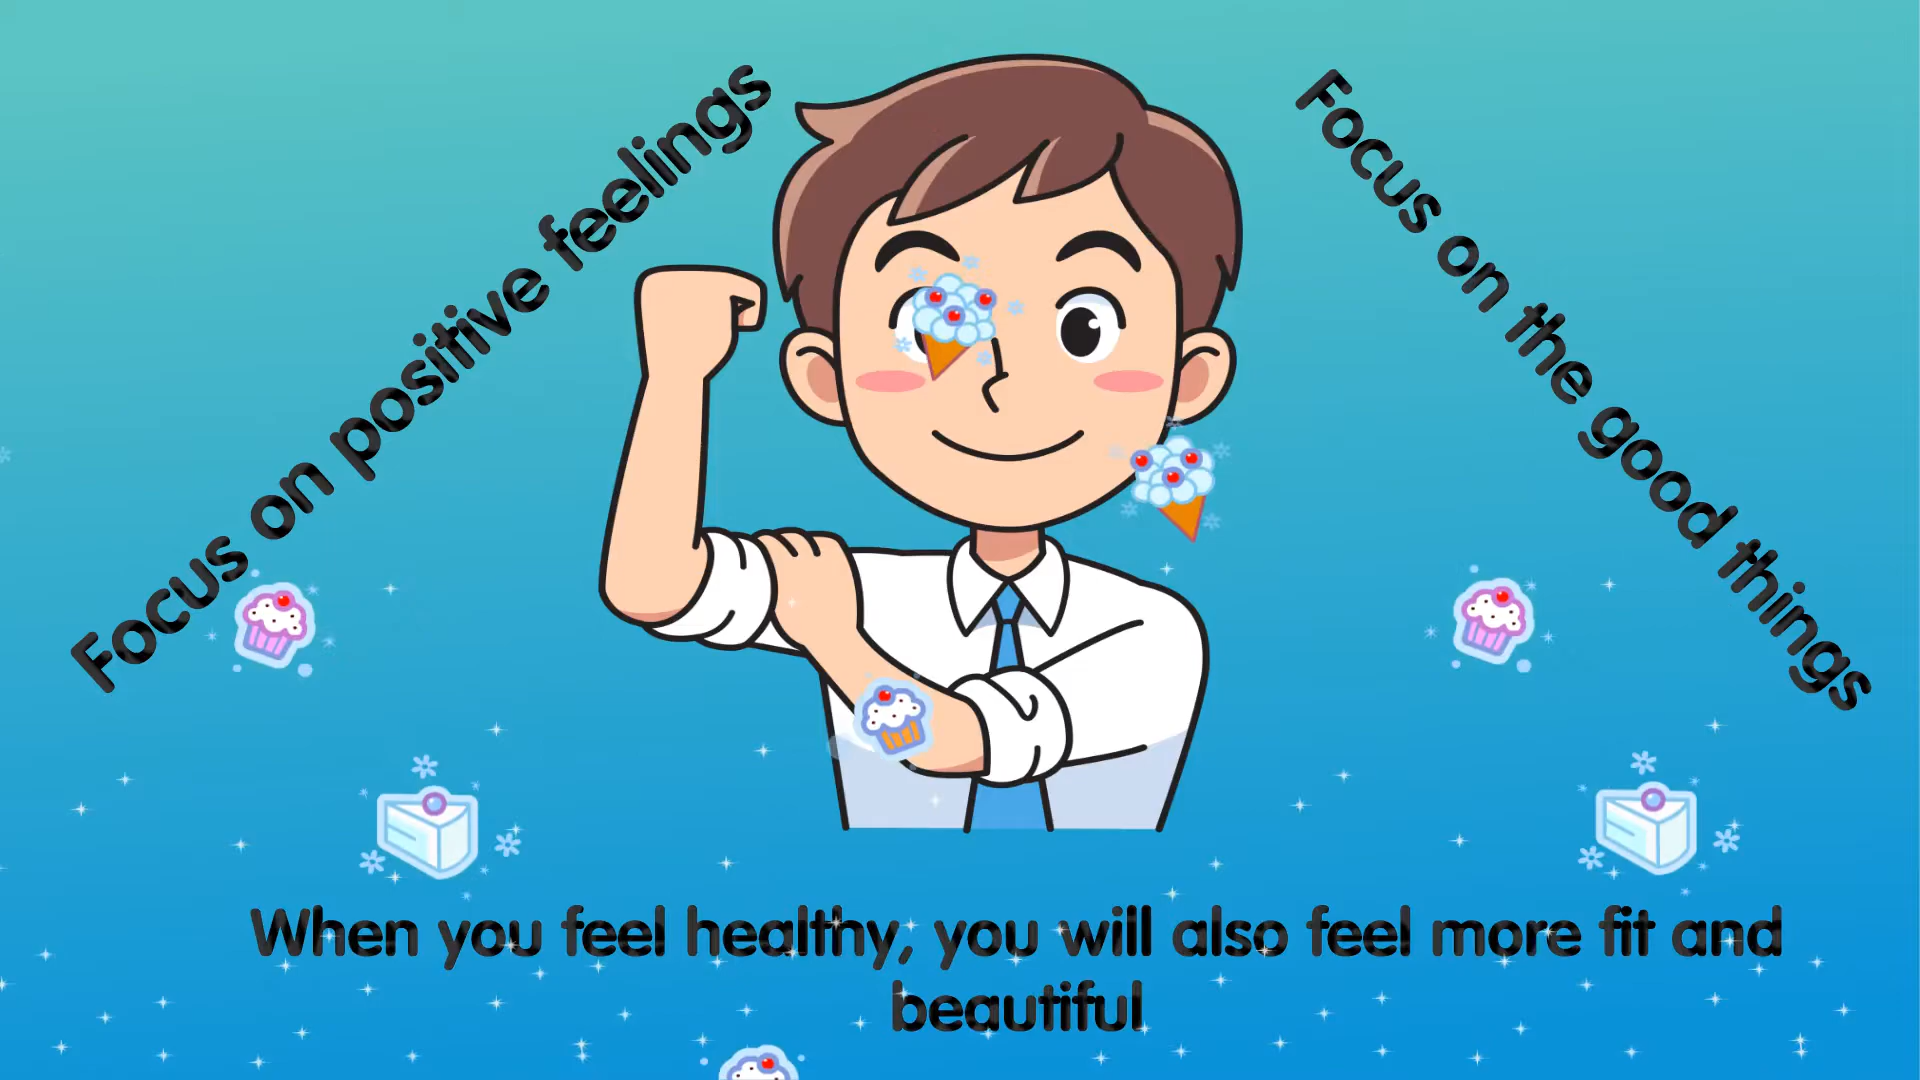 Focus on positive feelings
Focus on the good things
When you feel healthy, you will also feel more fit and
beautiful